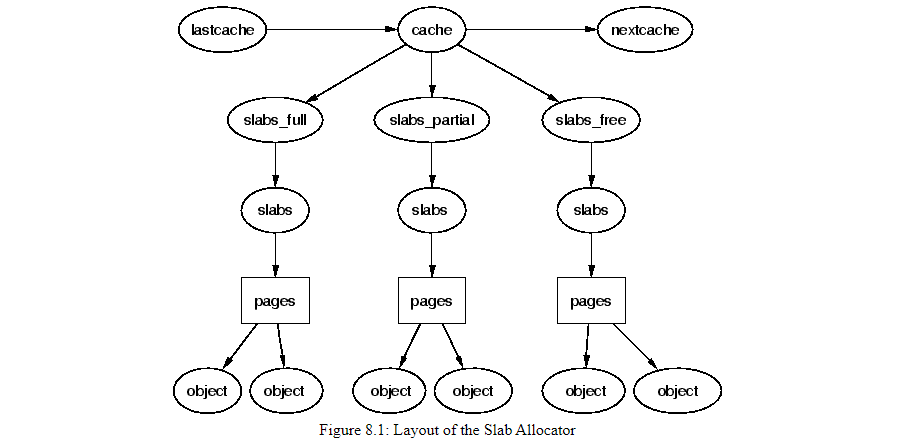 lastcache cache nextcache
slabs_full slabs_partial slabs_free
slabs slabs slabs
pages pages pages
object object object object object object
Figure 8.1: Layout of the Slab Allocator